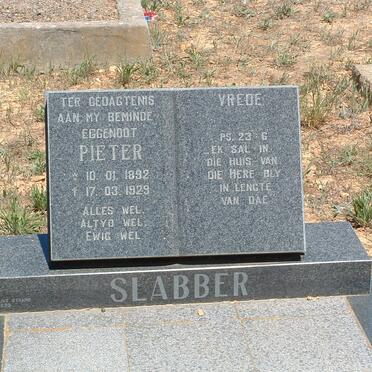 TER GEDAGTENIS
AAN MY BEMINDE
EGGENOOT
PIETER
* 10. 01. 1892
† 17. 03. 1929
ALLES WEL,
ALTYD WEL,
EWIG WEL
VREDE
PS. 23 : 6
...EK SAL IN
DIE HUIS VAN
DIE HERE BLY
IN LENGTE
VAN DAE
SLABBER